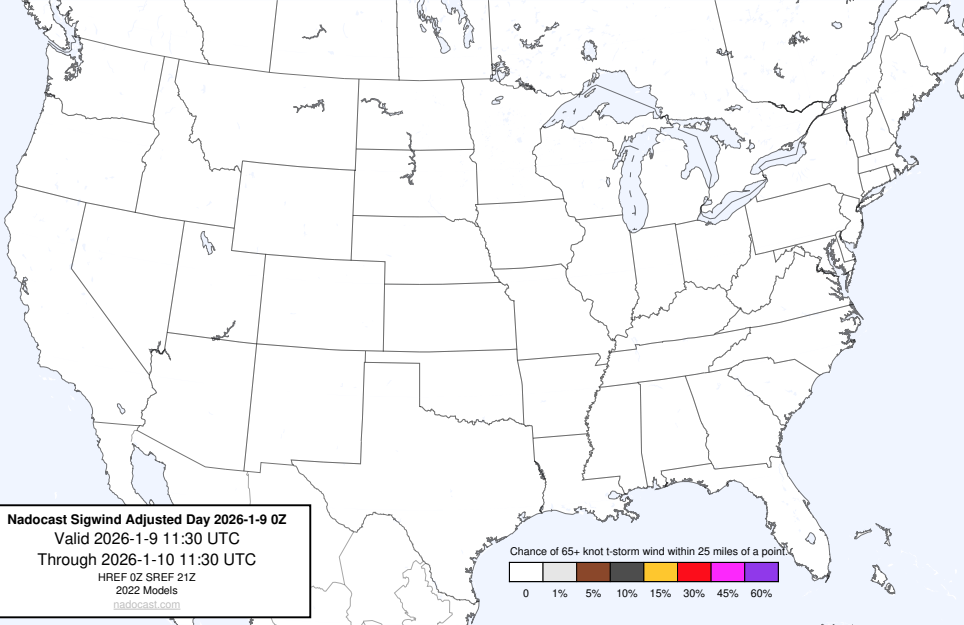 Nadocast Sigwind Adjusted Day 2026-1-9 0Z
Valid 2026-1-9 11:30 UTC
Through 2026-1-10 11:30 UTC
HREF 0Z SREF 21Z
2022 Models
nadocast.com
Chance of 65+ knot t-storm wind within 25 miles of a point.
0 1% 5% 10% 15% 30% 45% 60%